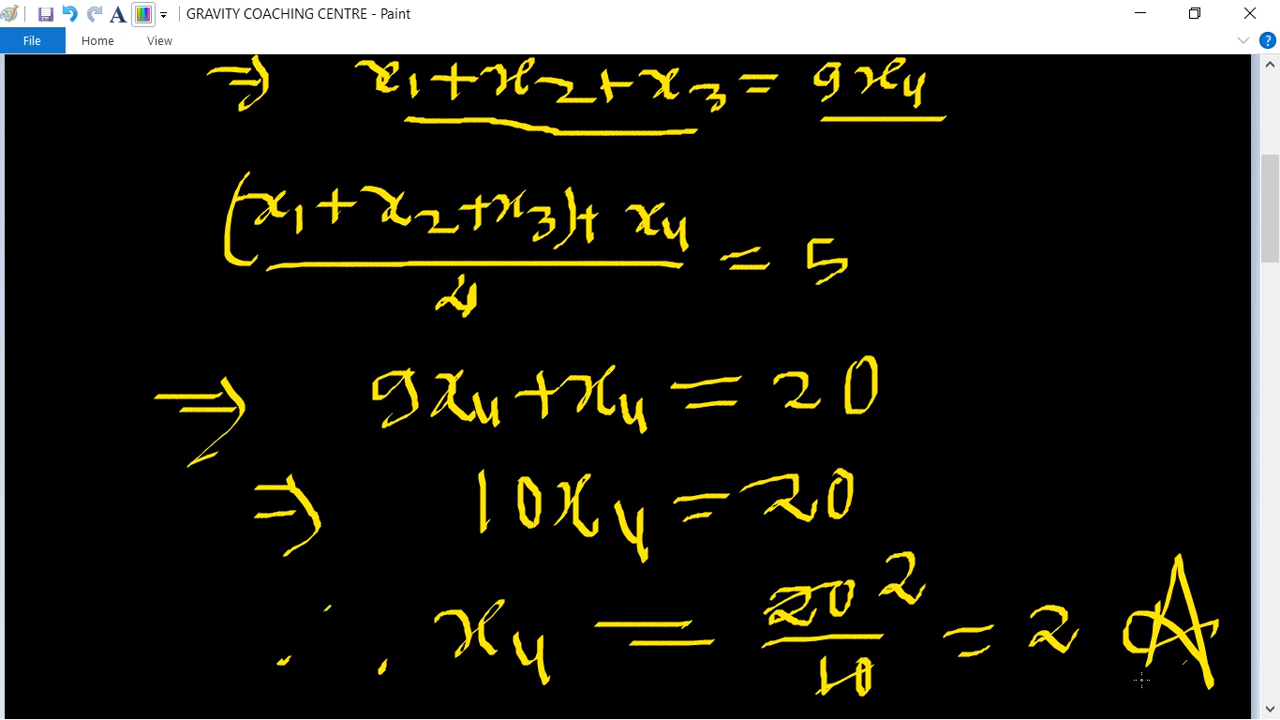 GRAVITY COACHING CENTRE - Paint
File Home View
⇒ x₁+x₂+x₃ = 9x₄
(x₁+x₂+x₃)+x₄
4
= 5
⇒ 9x₄+x₄ = 20
⇒ 10x₄ = 20
∴ x₄ = 20/10 2 = 2 A